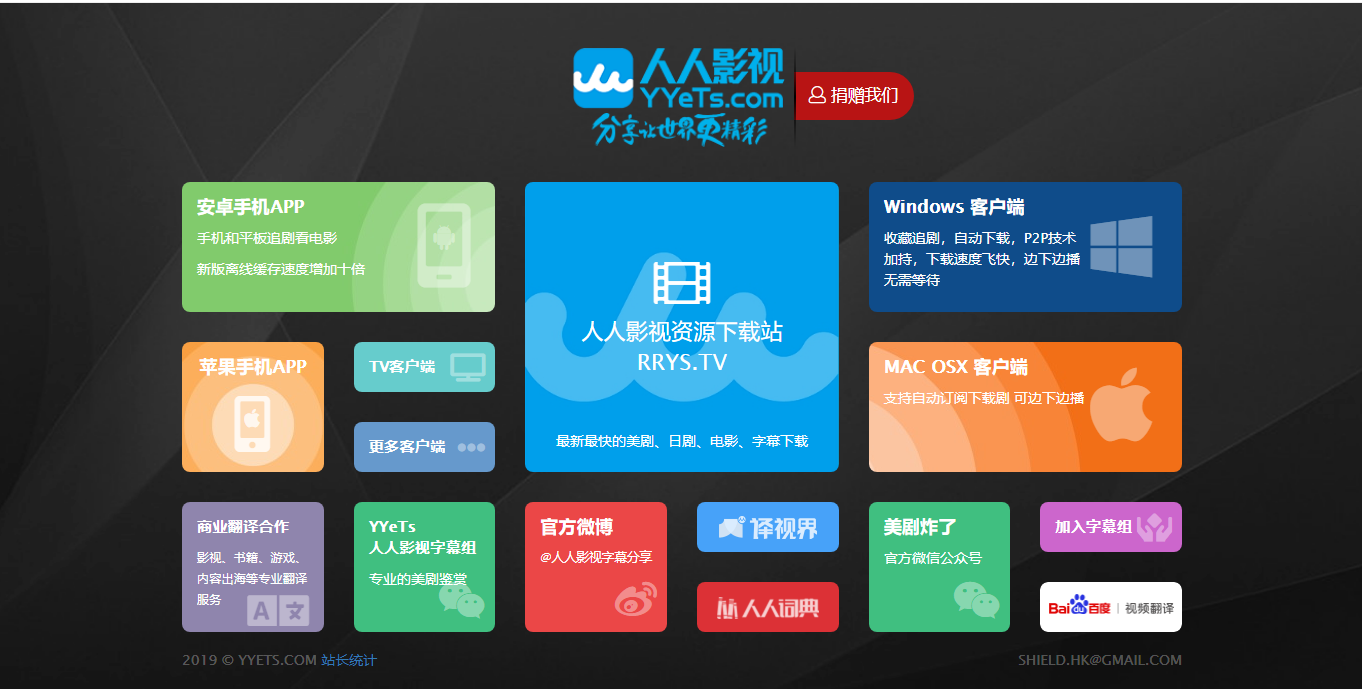 人人影视
YYeTs.com
分享让世界更精彩
捐赠我们
安卓手机APP
手机和平板追剧看电影
新版离线缓存速度增加十倍
人人影视资源下载站
RRYS.TV
最新最快的美剧、日剧、电影、字幕下载
Windows 客户端
收藏追剧，自动下载，P2P技术
加持，下载速度飞快，边下边播
无需等待
苹果手机APP
TV客户端
更多客户端
MAC OSX 客户端
支持自动订阅下载剧 可边下边播
商业翻译合作
影视、书籍、游戏、
内容出海等专业翻译
服务
A 文
YYeTs
人人影视字幕组
专业的美剧鉴赏
官方微博
@人人影视字幕分享
译视界
人人词典
美剧炸了
官方微信公众号
加入字幕组
Bai du 百度 | 视频翻译
2019 © YYETS.COM 站长统计
SHIELD.HK@GMAIL.COM